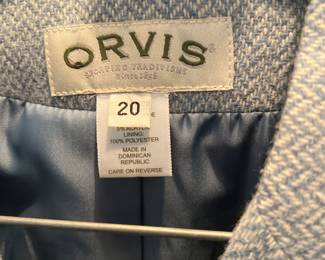 ORVIS
SPORTING TRADITIONS
Since 1856
20
LINING:
100% POLYESTER
MADE IN
DOMINICAN
REPUBLIC
CARE ON REVERSE